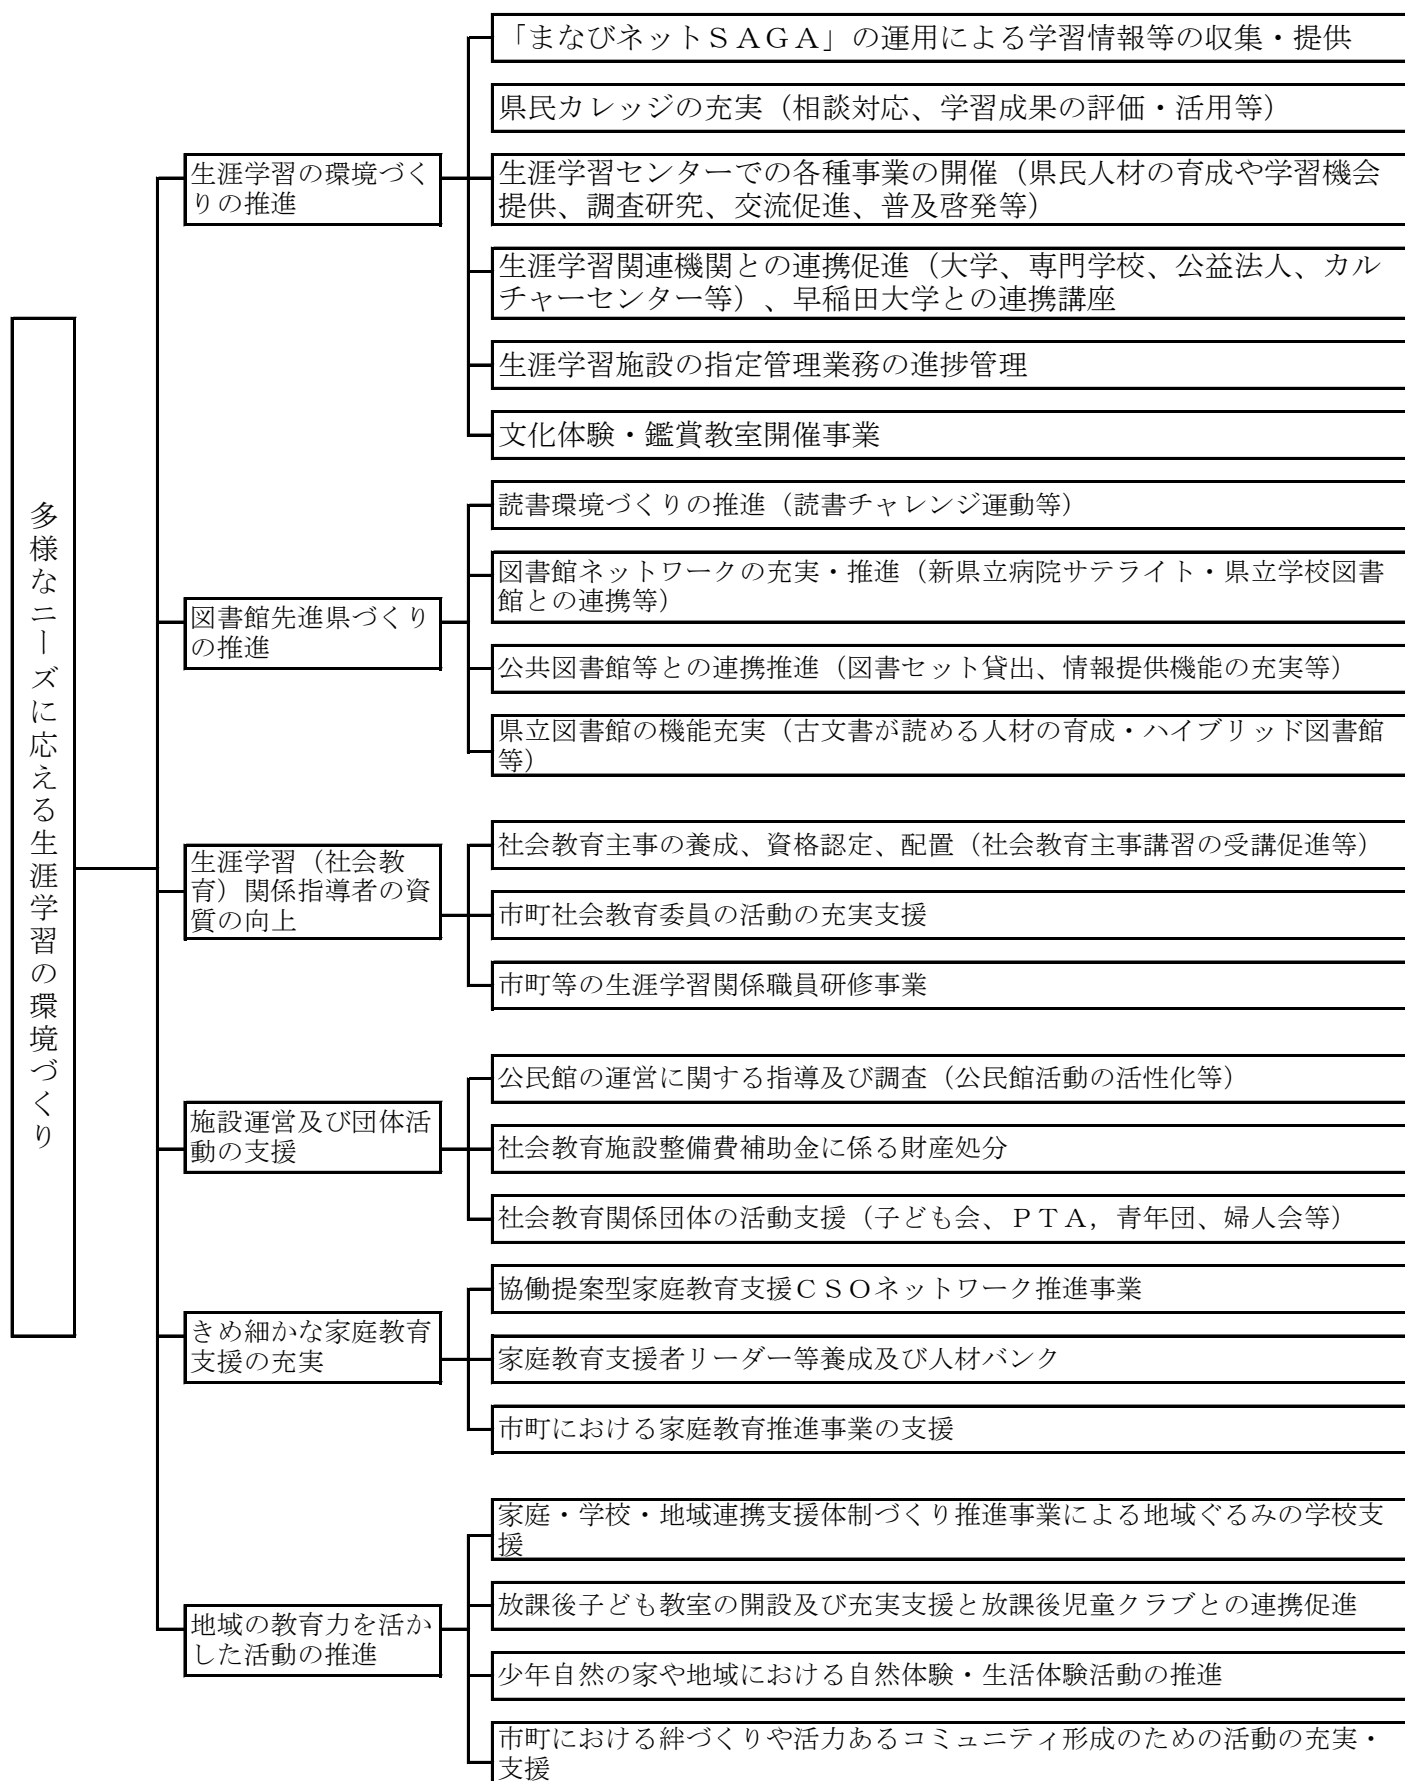 多様なニーズに応える生涯学習の環境づくり
生涯学習の環境づく
りの推進
「まなびネットＳＡＧＡ」の運用による学習情報等の収集・提供
県民カレッジの充実（相談対応、学習成果の評価・活用等）
生涯学習センターでの各種事業の開催（県民人材の育成や学習機会
提供、調査研究、交流促進、普及啓発等）
生涯学習関連機関との連携促進（大学、専門学校、公益法人、カル
チャーセンター等）、早稲田大学との連携講座
生涯学習施設の指定管理業務の進捗管理
文化体験・鑑賞教室開催事業
図書館先進県づくり
の推進
読書環境づくりの推進（読書チャレンジ運動等）
図書館ネットワークの充実・推進（新県立病院サテライト・県立学校図書
館との連携等）
公共図書館等との連携推進（図書セット貸出、情報提供機能の充実等）
県立図書館の機能充実（古文書が読める人材の育成・ハイブリッド図書館
等）
生涯学習（社会教
育）関係指導者の資
質の向上
社会教育主事の養成、資格認定、配置（社会教育主事講習の受講促進等）
市町社会教育委員の活動の充実支援
市町等の生涯学習関係職員研修事業
施設運営及び団体活
動の支援
公民館の運営に関する指導及び調査（公民館活動の活性化等）
社会教育施設整備費補助金に係る財産処分
社会教育関係団体の活動支援（子ども会、ＰＴＡ，青年団、婦人会等）
きめ細かな家庭教育
支援の充実
協働提案型家庭教育支援ＣＳＯネットワーク推進事業
家庭教育支援者リーダー等養成及び人材バンク
市町における家庭教育推進事業の支援
地域の教育力を活か
した活動の推進
家庭・学校・地域連携支援体制づくり推進事業による地域ぐるみの学校支
援
放課後子ども教室の開設及び充実支援と放課後児童クラブとの連携促進
少年自然の家や地域における自然体験・生活体験活動の推進
市町における絆づくりや活力あるコミュニティ形成のための活動の充実・
支援